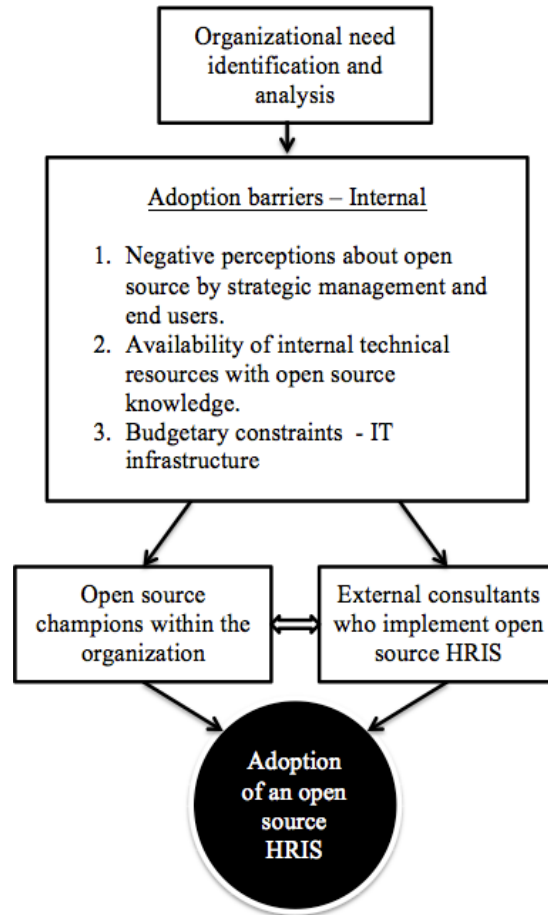 Organizational need
identification and
analysis
Adoption barriers – Internal
1. Negative perceptions about open
source by strategic management and
end users.
2. Availability of internal technical
resources with open source
knowledge.
3. Budgetary constraints - IT
infrastructure
Open source
champions within the
organization
External consultants
who implement open
source HRIS
Adoption
of an open
source
HRIS